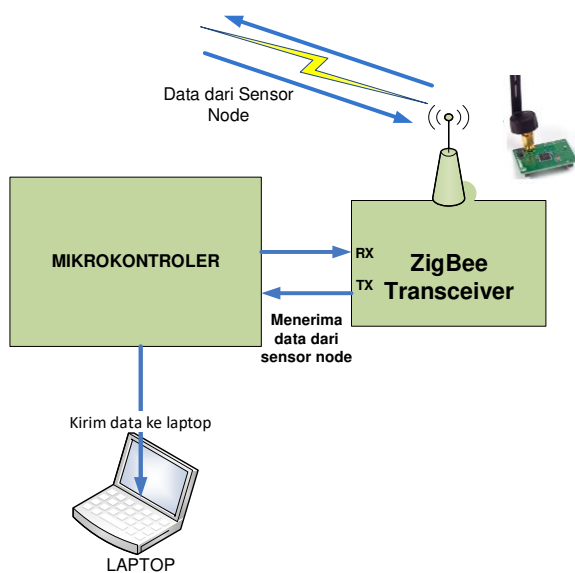 Data dari Sensor
Node
MIKROKONTROLER
RX
TX
ZigBee
Transceiver
Menerima
data dari
sensor node
Kirim data ke laptop
LAPTOP